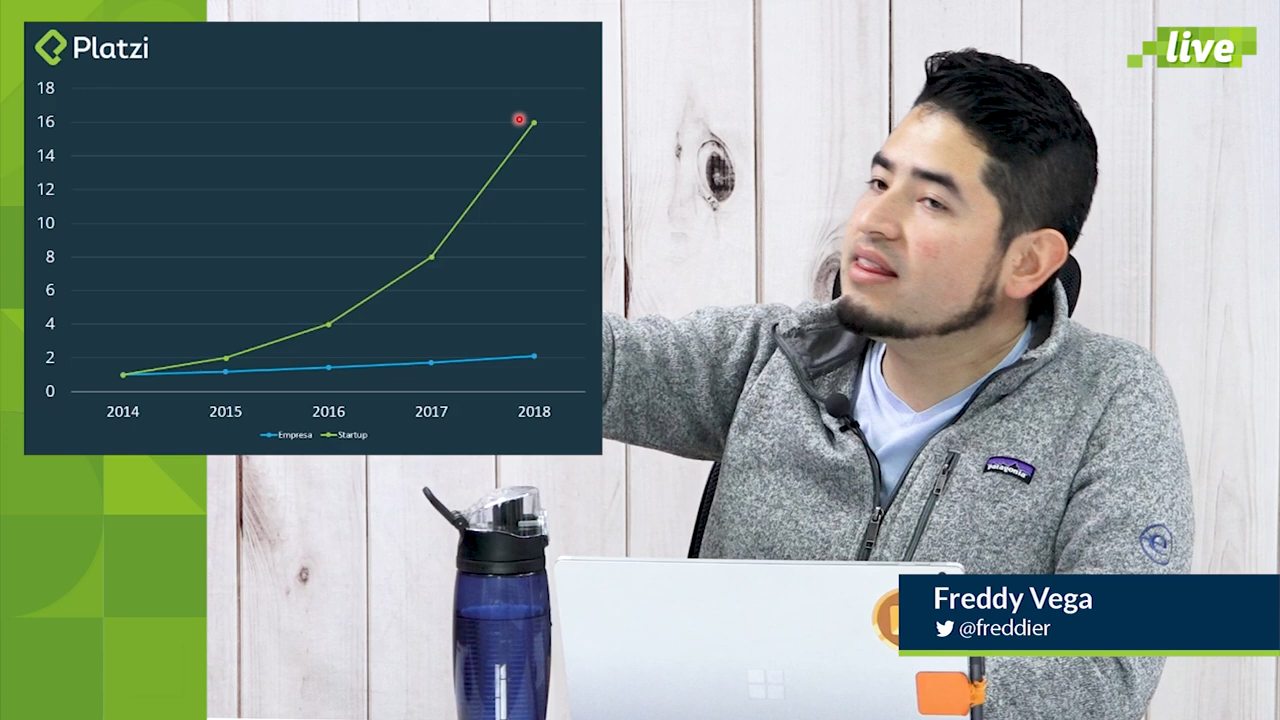 Platzi
live
18
16
14
12
10
8
6
4
2
0
2014 2015 2016 2017 2018
Empresa Startup
patagonia
Freddy Vega
@freddier